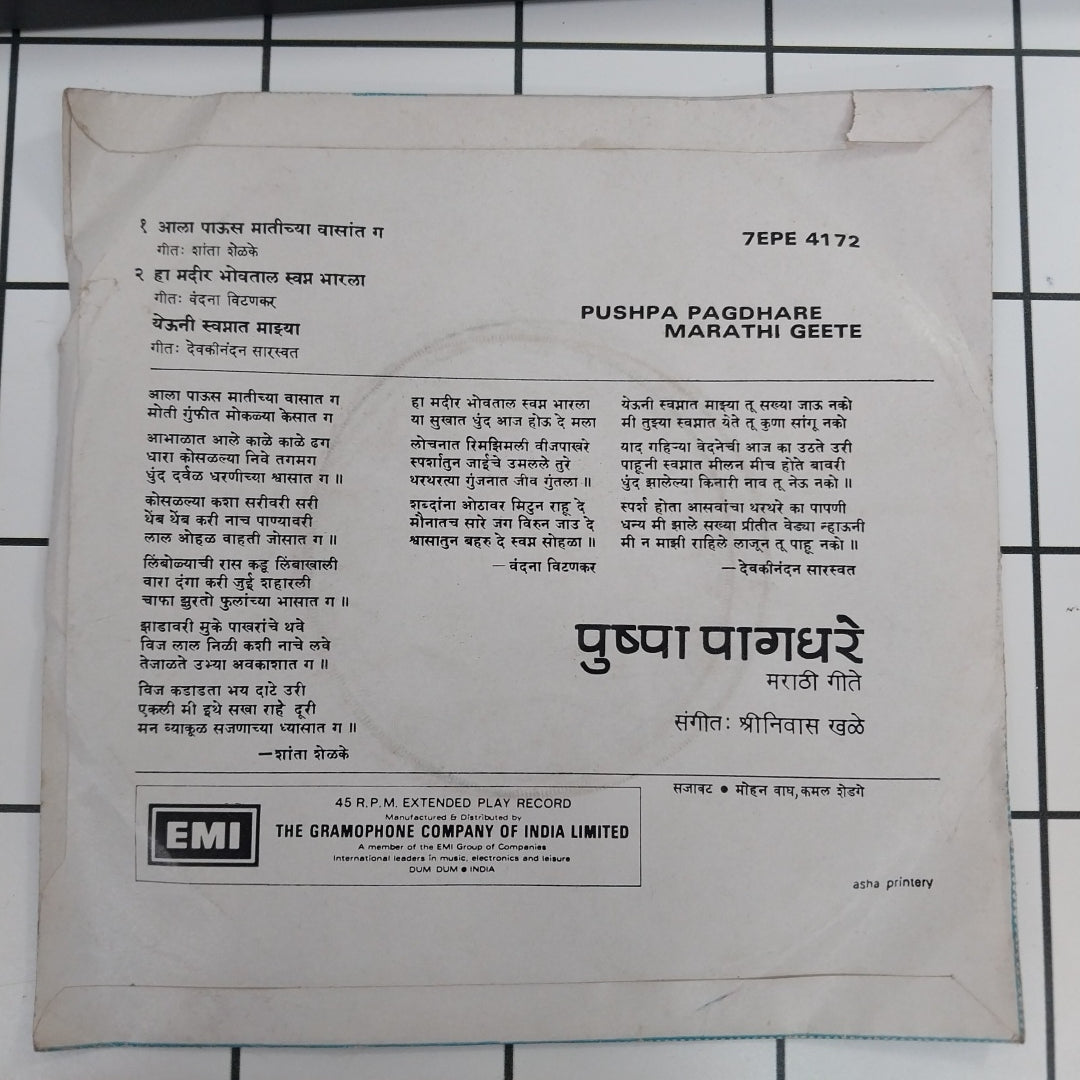 १ आला पाऊस मातीच्या वासांत ग
गीतः शांता शेळके
२ हा मदीर भोवताल स्वप्न भारला
गीतः वंदना विटणकर
येऊनी स्वप्नात माझ्या
गीतः देवकीनंदन सारस्वत
7EPE 4172
PUSHPA PAGDHARE
MARATHI GEETE
आला पाऊस मातीच्या वासात ग
मोती गुंफीत मोकळ्या केसात ग
आभाळात आले काळे काळे ढग
धारा कोसळल्या निवे तगमग
धुंद दर्वळ धरणीच्या श्वासात ग ॥
कोसळल्या कशा सरीवरी सरी
थेंब थेंब करी नाच पाण्यावरी
लाल ओहळ वाहती जोसात ग ॥
लिंबोळ्याची रास कडू लिंबाखाली
वारा दंगा करी जुई शहारली
चाफा झुरतो फुलांच्या भासात ग ॥
झाडावरी मुके पाखरांचे थवे
विज लाल निळी कशी नाचे लवे
तेजाळते उभ्या अवकाशात ग ॥
विज कडाडता भय दाटे उरी
एकली मी इथे सखा राहे दूरी
मन व्याकूळ सजणाच्या ध्यासात ग ॥
—शांता शेळके
हा मदीर भोवताल स्वप्न भारला
या सुखात धुंद आज होऊ दे मला
लोचनात रिमझिमली वीजपाखरे
स्पर्शातुन जाईचे उमलले तुरे
थरथरत्या गुंजनात जीव गुंतला ॥
शब्दांना ओठावर मिटुन राहू दे
मौनातच सारे जग विरुन जाउ दे
श्वासातुन बहरु दे स्वप्न सोहळा ॥
— वंदना विटणकर
येऊनी स्वप्नात माझ्या तू सख्या जाऊ नको
मी तुझ्या स्वप्नात येते तू कुणा सांगू नको
याद गहिऱ्या वेदनेची आज का उठते उरी
पाहूनी स्वप्नात मीलन मीच होते बावरी
धुंद झालेल्या किनारी नाव तू नेऊ नको ॥
स्पर्श होता आसवांचा थरथरे का पापणी
धन्य मी झाले सख्या प्रीतीत वेड्या न्हाऊनी
मी न माझी राहिले लाजून तू पाहू नको ॥
— देवकीनंदन सारस्वत
पुष्पा पागधरे
मराठी गीते
संगीतः श्रीनिवास खळे
सजावट ● मोहन वाघ, कमल शेडगे
EMI
45 R.P.M. EXTENDED PLAY RECORD
Manufactured & Distributed by
THE GRAMOPHONE COMPANY OF INDIA LIMITED
A member of the EMI Group of Companies
International leaders in music, electronics and leisure
DUM DUM ● INDIA
asha printery